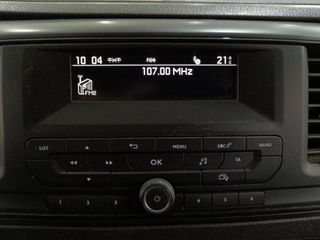 10 04 21°C
107.00 MHz
FM2
LIST MENU SRC BAND
OK TA
1 2 3 4 5 6